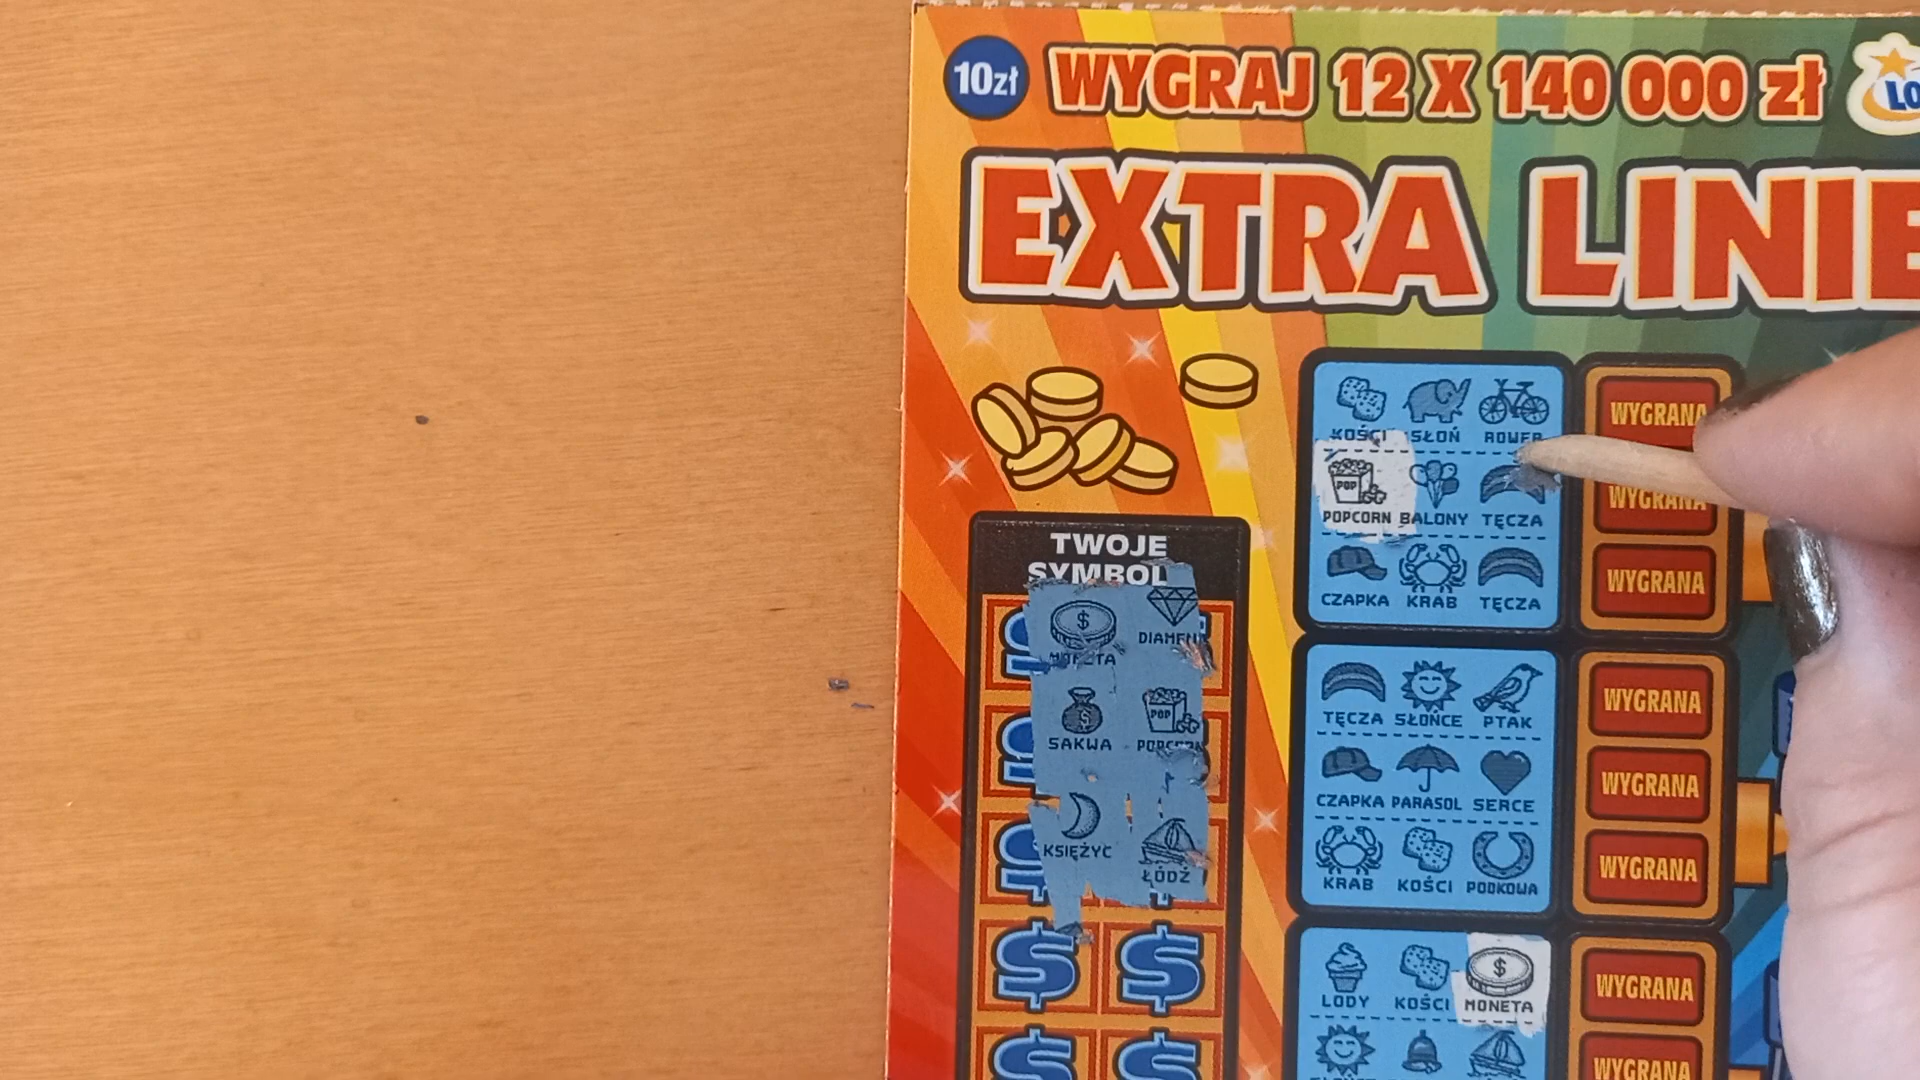 10zł WYGRAJ 12 X 140 000 zł
EXTRA LINIE
KOŚCI SŁOŃ ROWER
WYGRANA
POPCORN BALONY TĘCZA
WYGRANA
CZAPKA KRAB TĘCZA
WYGRANA
TWOJE
SYMBOL
MONETA DIAMENT
SAKWA POPCORN
KSIĘŻYC ŁÓDŹ
TĘCZA SŁOŃCE PTAK
WYGRANA
CZAPKA PARASOL SERCE
WYGRANA
KRAB KOŚCI PODKOWA
WYGRANA
LODY KOŚCI MONETA
WYGRANA
WYGRANA